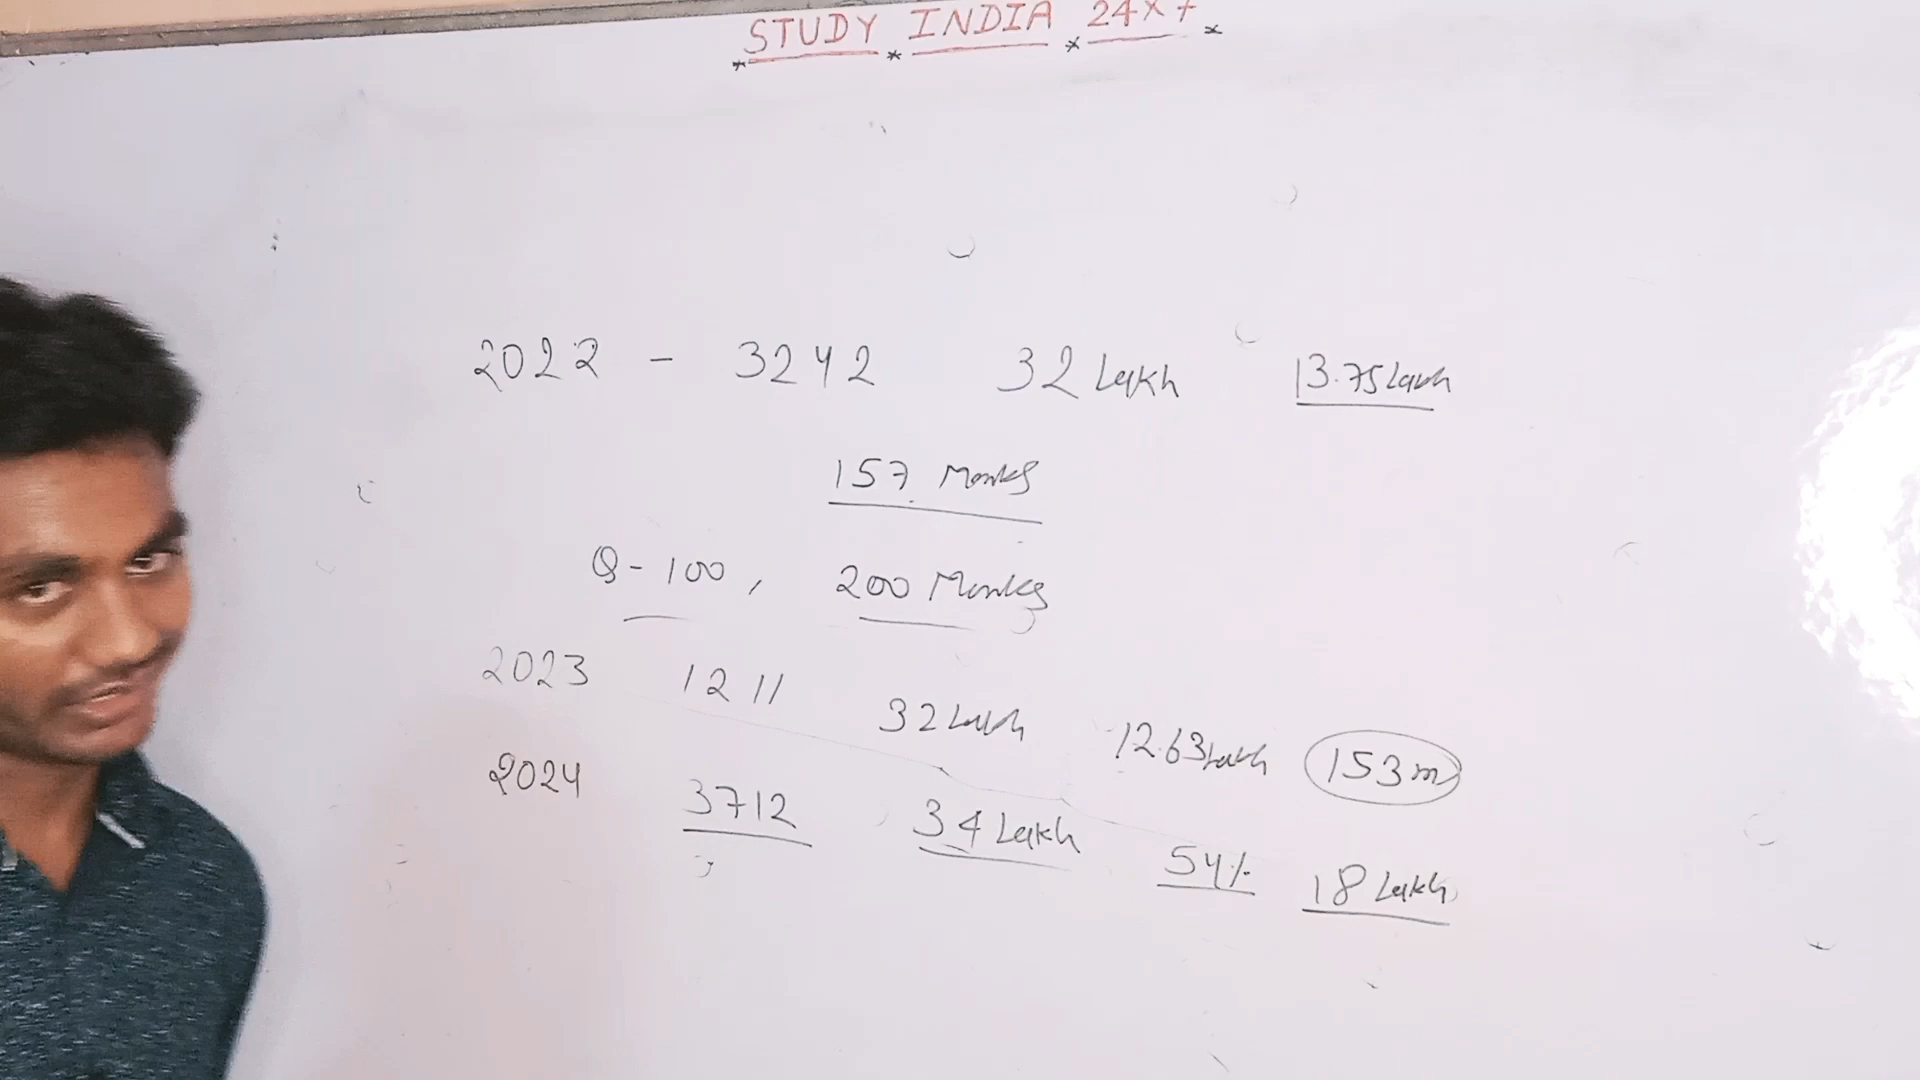 STUDY INDIA 24x7
2022 - 3242 32 Lakh 13.75 Lakh
157 Marks
Q-100, 200 Marks
2023 1211 32 Lakh 12.63 Lakh 153 m
2024 3712 34 Lakh 54% 18 Lakh